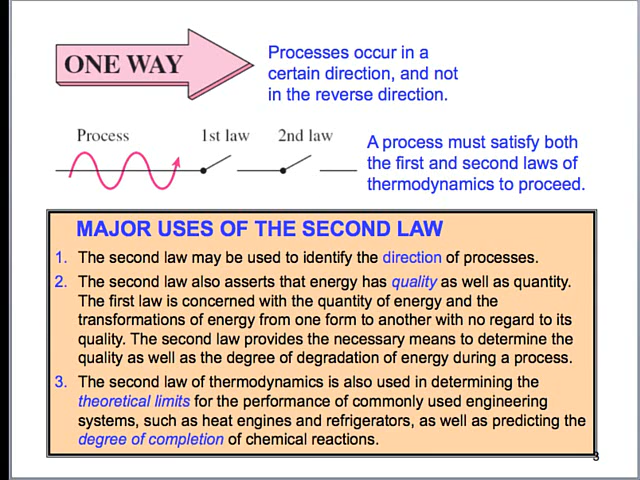 ONE WAY
Processes occur in a
certain direction, and not
in the reverse direction.
Process
1st law
2nd law
A process must satisfy both
the first and second laws of
thermodynamics to proceed.
MAJOR USES OF THE SECOND LAW
1. The second law may be used to identify the direction of processes.
2. The second law also asserts that energy has quality as well as quantity.
The first law is concerned with the quantity of energy and the
transformations of energy from one form to another with no regard to its
quality. The second law provides the necessary means to determine the
quality as well as the degree of degradation of energy during a process.
3. The second law of thermodynamics is also used in determining the
theoretical limits for the performance of commonly used engineering
systems, such as heat engines and refrigerators, as well as predicting the
degree of completion of chemical reactions.
3